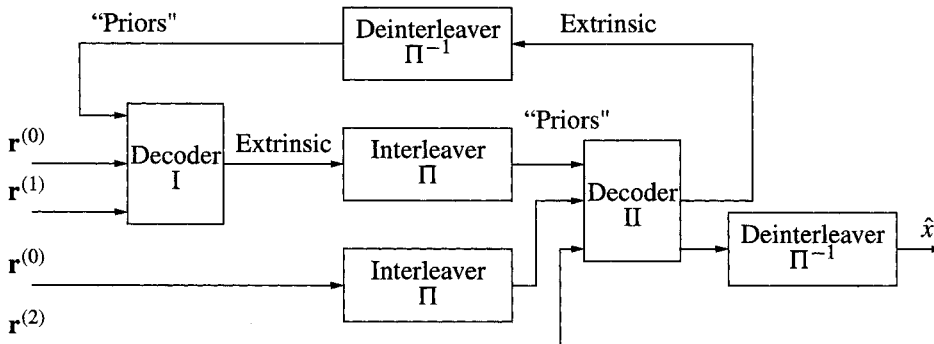 “Priors"
Deinterleaver
Π⁻¹
Extrinsic
r⁽⁰⁾
r⁽¹⁾
Decoder
I
Extrinsic
Interleaver
Π
“Priors"
Decoder
II
r⁽⁰⁾
r⁽²⁾
Interleaver
Π
Deinterleaver
Π⁻¹
x̂